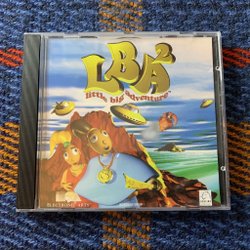 LBA2
little big adventure
ELECTRONIC ARTS